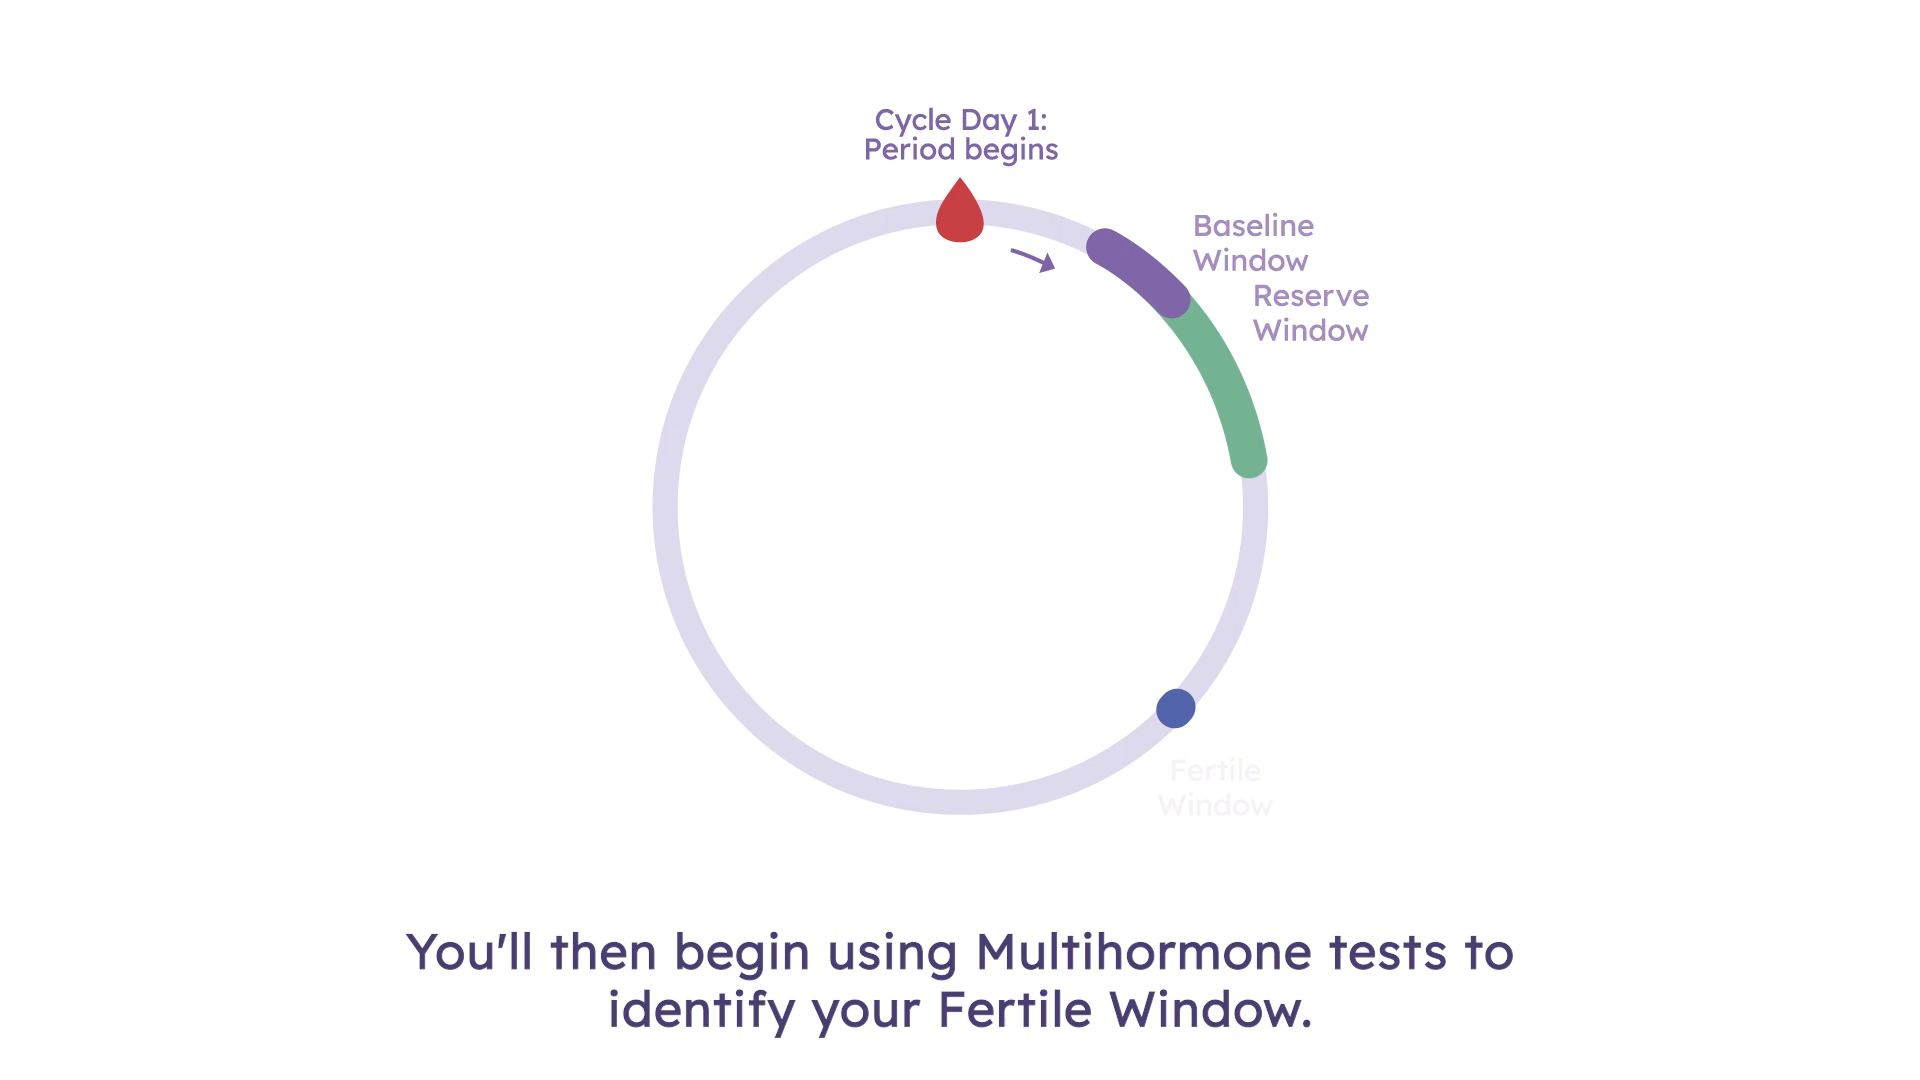 Cycle Day 1:
Period begins
Baseline
Window
Reserve
Window
Fertile
Window
You'll then begin using Multihormone tests to
identify your Fertile Window.